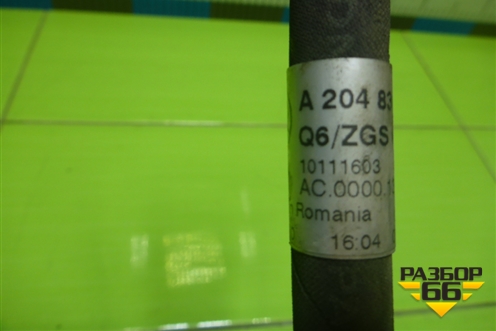 A 204 83
Q6/ZGS
10111603
AC.0000.1
Romania
16:04
РАЗБОР
66